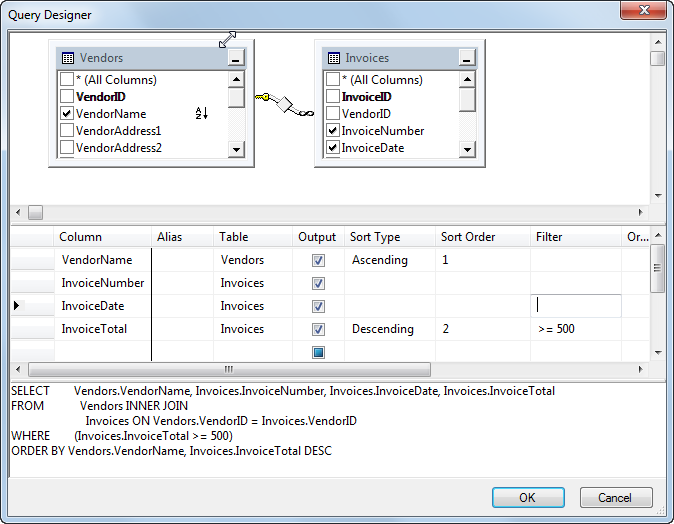 Query Designer
Vendors
* (All Columns)
VendorID
VendorName
VendorAddress1
VendorAddress2
Invoices
* (All Columns)
InvoiceID
VendorID
InvoiceNumber
InvoiceDate
Column Alias Table Output Sort Type Sort Order Filter Or...
VendorName Vendors Ascending 1
InvoiceNumber Invoices
InvoiceDate Invoices
InvoiceTotal Invoices Descending 2 >= 500
SELECT Vendors.VendorName, Invoices.InvoiceNumber, Invoices.InvoiceDate, Invoices.InvoiceTotal
FROM Vendors INNER JOIN
Invoices ON Vendors.VendorID = Invoices.VendorID
WHERE (Invoices.InvoiceTotal >= 500)
ORDER BY Vendors.VendorName, Invoices.InvoiceTotal DESC
OK Cancel